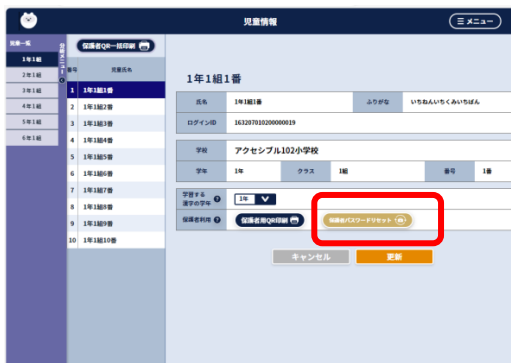 児童情報
メニュー
児童一覧
1年1組
2年1組
3年1組
4年1組
5年1組
6年1組
保護者QR一括印刷
番号 児童氏名
1 1年1組1番
2 1年1組2番
3 1年1組3番
4 1年1組4番
5 1年1組5番
6 1年1組6番
7 1年1組7番
8 1年1組8番
9 1年1組9番
10 1年1組10番
1年1組1番
氏名 1年1組1番 ふりがな いちねんいちくみいちばん
ログインID 163207010200000019
学校 アクセシブル102小学校
学年 1年 クラス 1組 番号 1番
学習する漢字の学年 ? 1年
保護者利用 ? 保護者用QR印刷 保護者パスワードリセット
キャンセル 更新